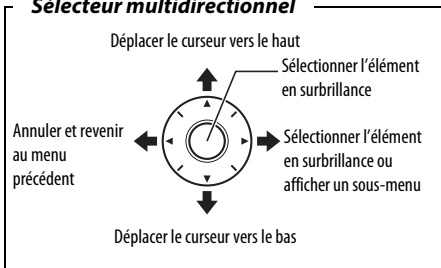 Sélecteur multidirectionnel
Déplacer le curseur vers le haut
Sélectionner l’élément
en surbrillance
Annuler et revenir
au menu
précédent
Sélectionner l’élément
en surbrillance ou
afficher un sous-menu
Déplacer le curseur vers le bas